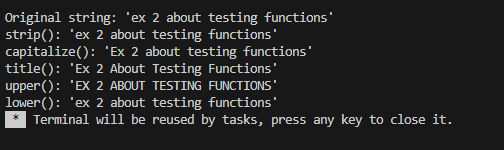 Original string: 'ex 2 about testing functions'
strip(): 'ex 2 about testing functions'
capitalize(): 'Ex 2 about testing functions'
title(): 'Ex 2 About Testing Functions'
upper(): 'EX 2 ABOUT TESTING FUNCTIONS'
lower(): 'ex 2 about testing functions'
* Terminal will be reused by tasks, press any key to close it.